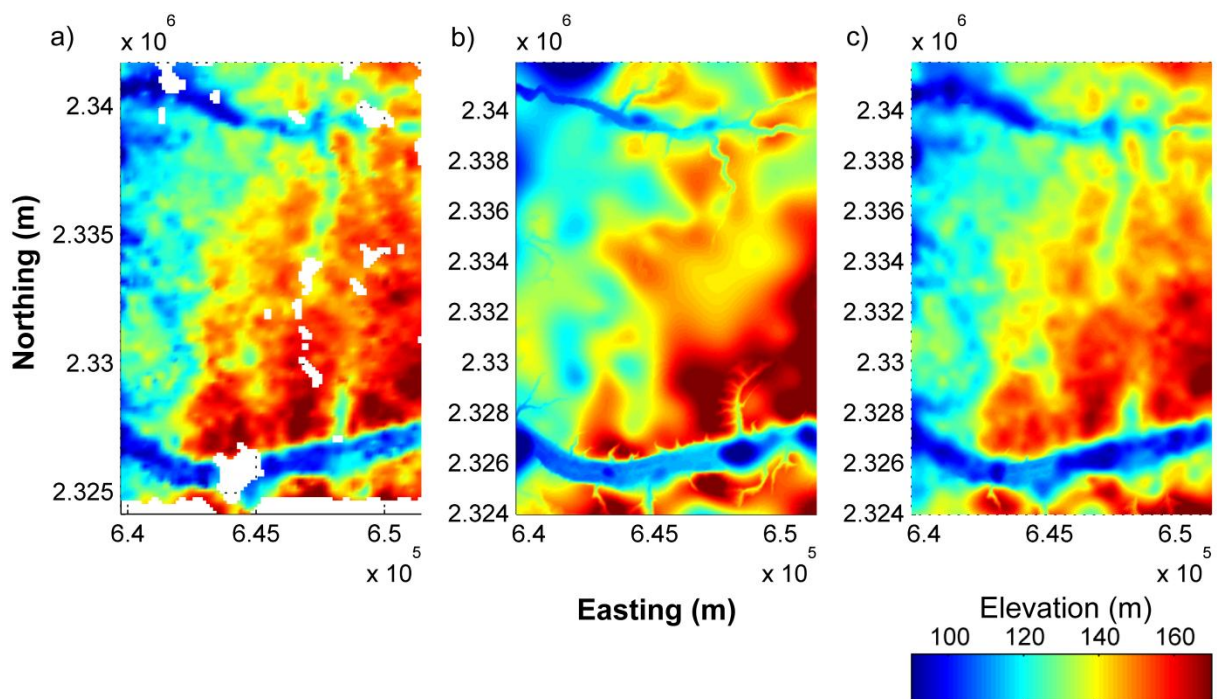 a)
x 10 6
b)
x 10 6
c)
x 10 6
Northing (m)
2.34
2.335
2.33
2.325
2.34
2.338
2.336
2.334
2.332
2.33
2.328
2.326
2.324
2.34
2.338
2.336
2.334
2.332
2.33
2.328
2.326
2.324
6.4 6.45 6.5
x 10 5
6.4 6.45 6.5
x 10 5
6.4 6.45 6.5
x 10 5
Easting (m)
Elevation (m)
100 120 140 160